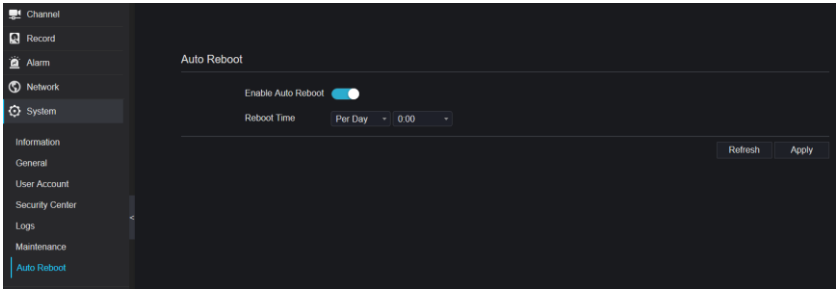 Channel
Record
Alarm
Network
System
Information
General
User Account
Security Center
Logs
Maintenance
Auto Reboot
<
Auto Reboot
Enable Auto Reboot
Reboot Time Per Day 0:00
Refresh Apply